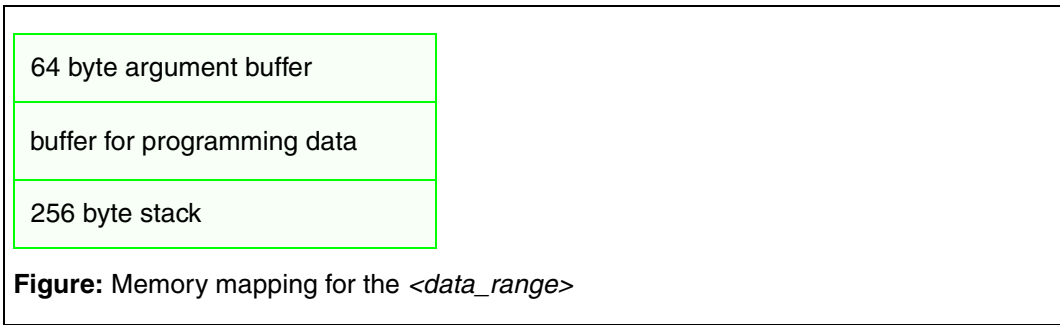 64 byte argument buffer
buffer for programming data
256 byte stack
Figure: Memory mapping for the <data_range>